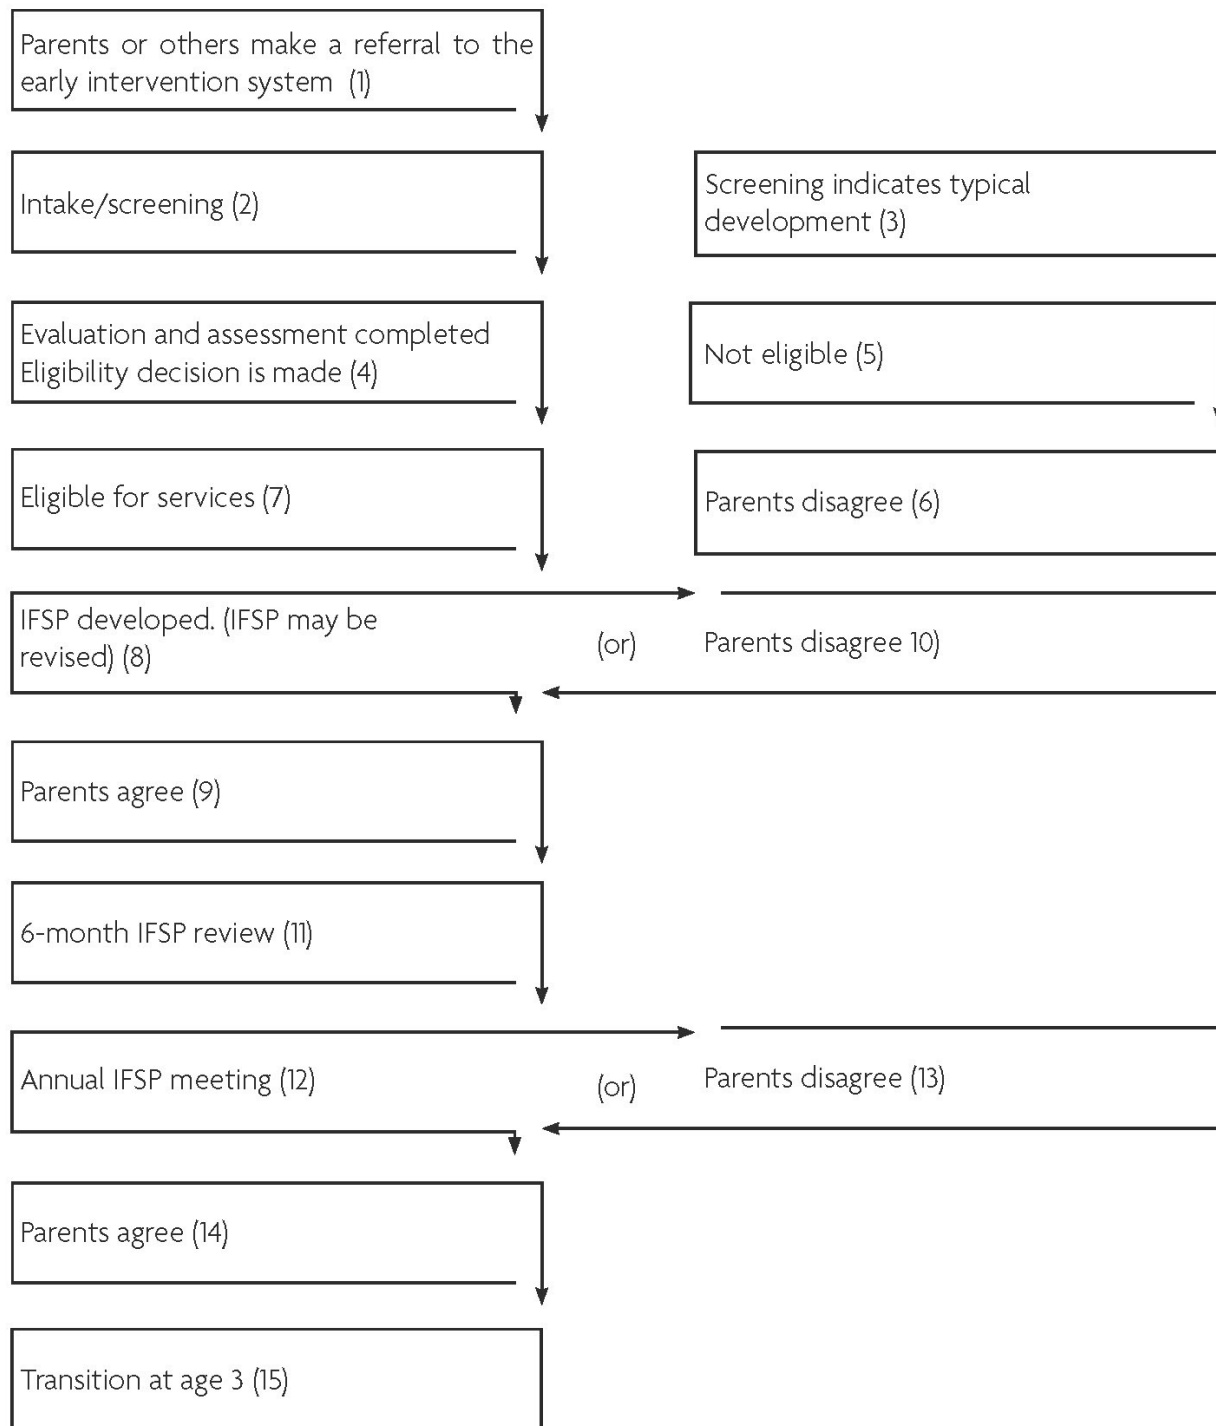 Parents or others make a referral to the
early intervention system (1)
Intake/screening (2)
Screening indicates typical
development (3)
Evaluation and assessment completed
Eligibility decision is made (4)
Not eligible (5)
Eligible for services (7)
Parents disagree (6)
IFSP developed. (IFSP may be
revised) (8)
(or)
Parents disagree 10)
Parents agree (9)
6-month IFSP review (11)
Annual IFSP meeting (12)
(or)
Parents disagree (13)
Parents agree (14)
Transition at age 3 (15)